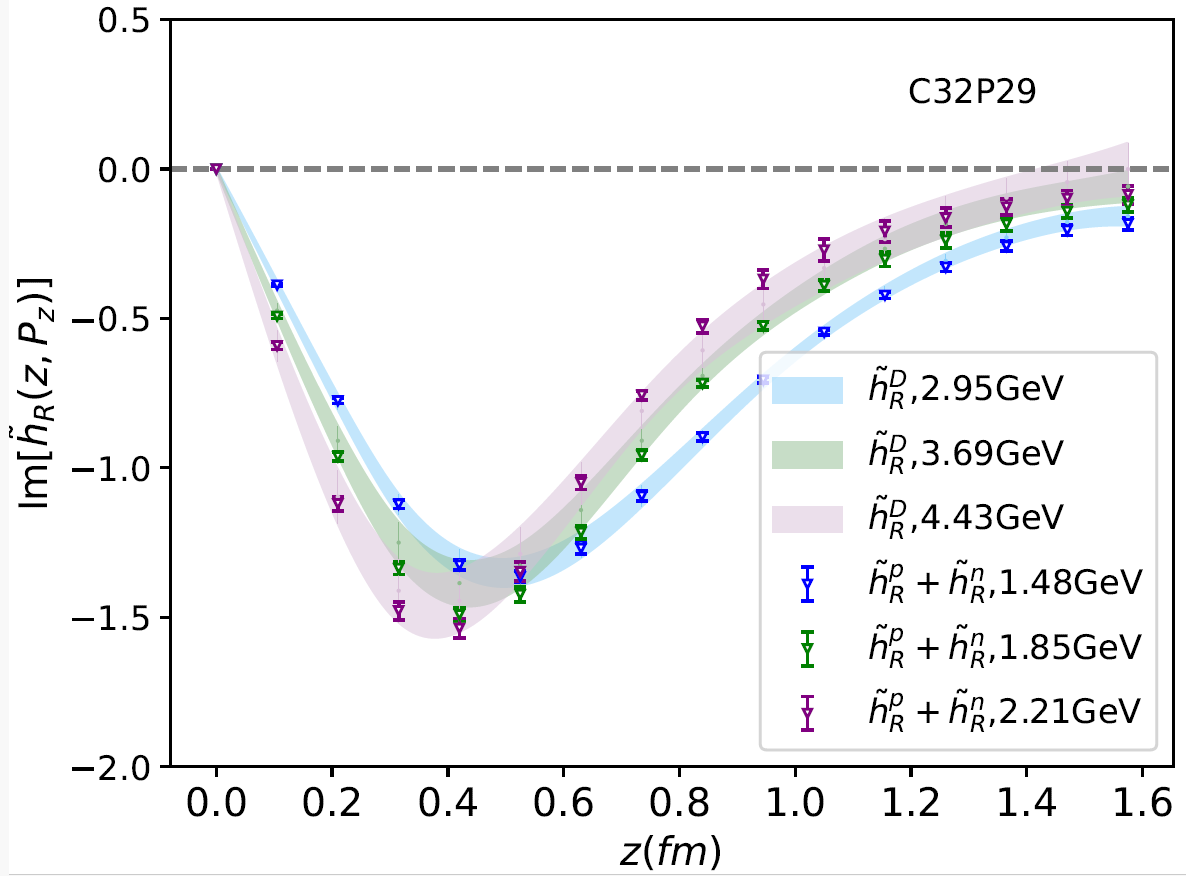 0.5
0.0
−0.5
−1.0
−1.5
−2.0
Im[h̃_R(z, P_z)]
C32P29
h̃_R^D,2.95GeV
h̃_R^D,3.69GeV
h̃_R^D,4.43GeV
h̃_R^p + h̃_R^n,1.48GeV
h̃_R^p + h̃_R^n,1.85GeV
h̃_R^p + h̃_R^n,2.21GeV
0.0 0.2 0.4 0.6 0.8 1.0 1.2 1.4 1.6
z(fm)